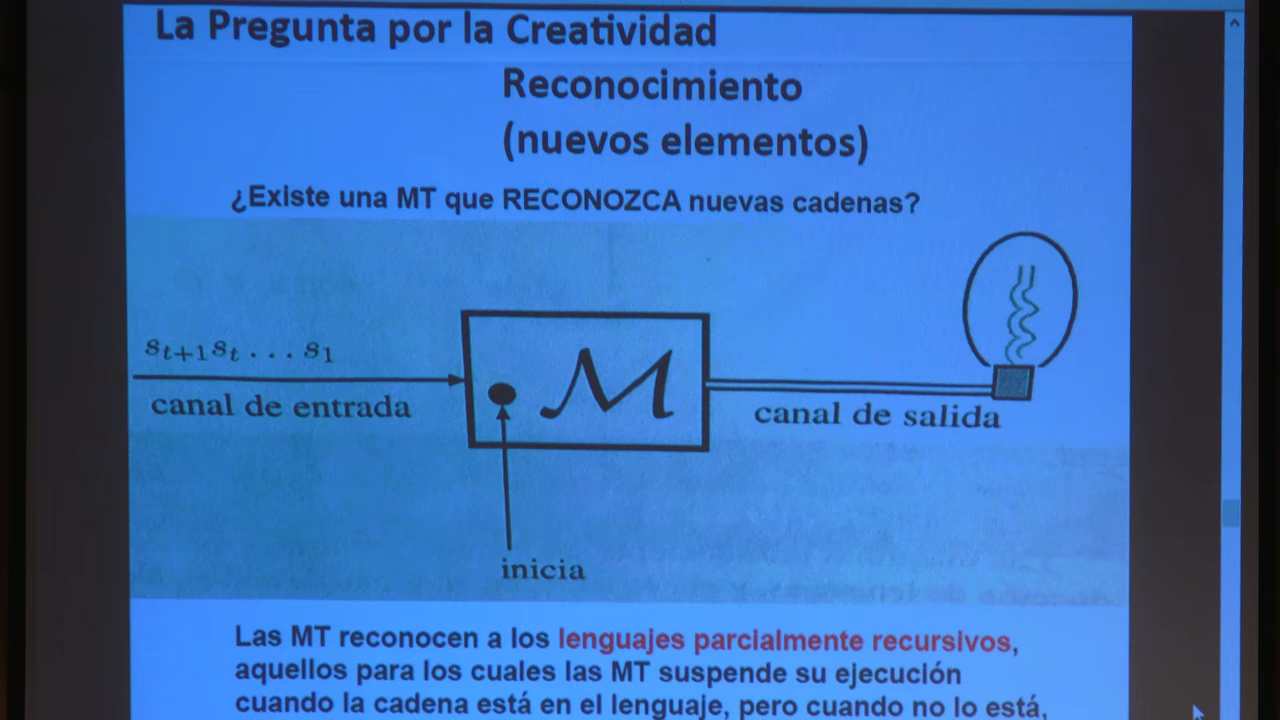 La Pregunta por la Creatividad
Reconocimiento
(nuevos elementos)
¿Existe una MT que RECONOZCA nuevas cadenas?
s_{t+1}s_t . . . s_1
canal de entrada
M
canal de salida
inicia
Las MT reconocen a los lenguajes parcialmente recursivos,
aquellos para los cuales las MT suspende su ejecución
cuando la cadena está en el lenguaje, pero cuando no lo está,